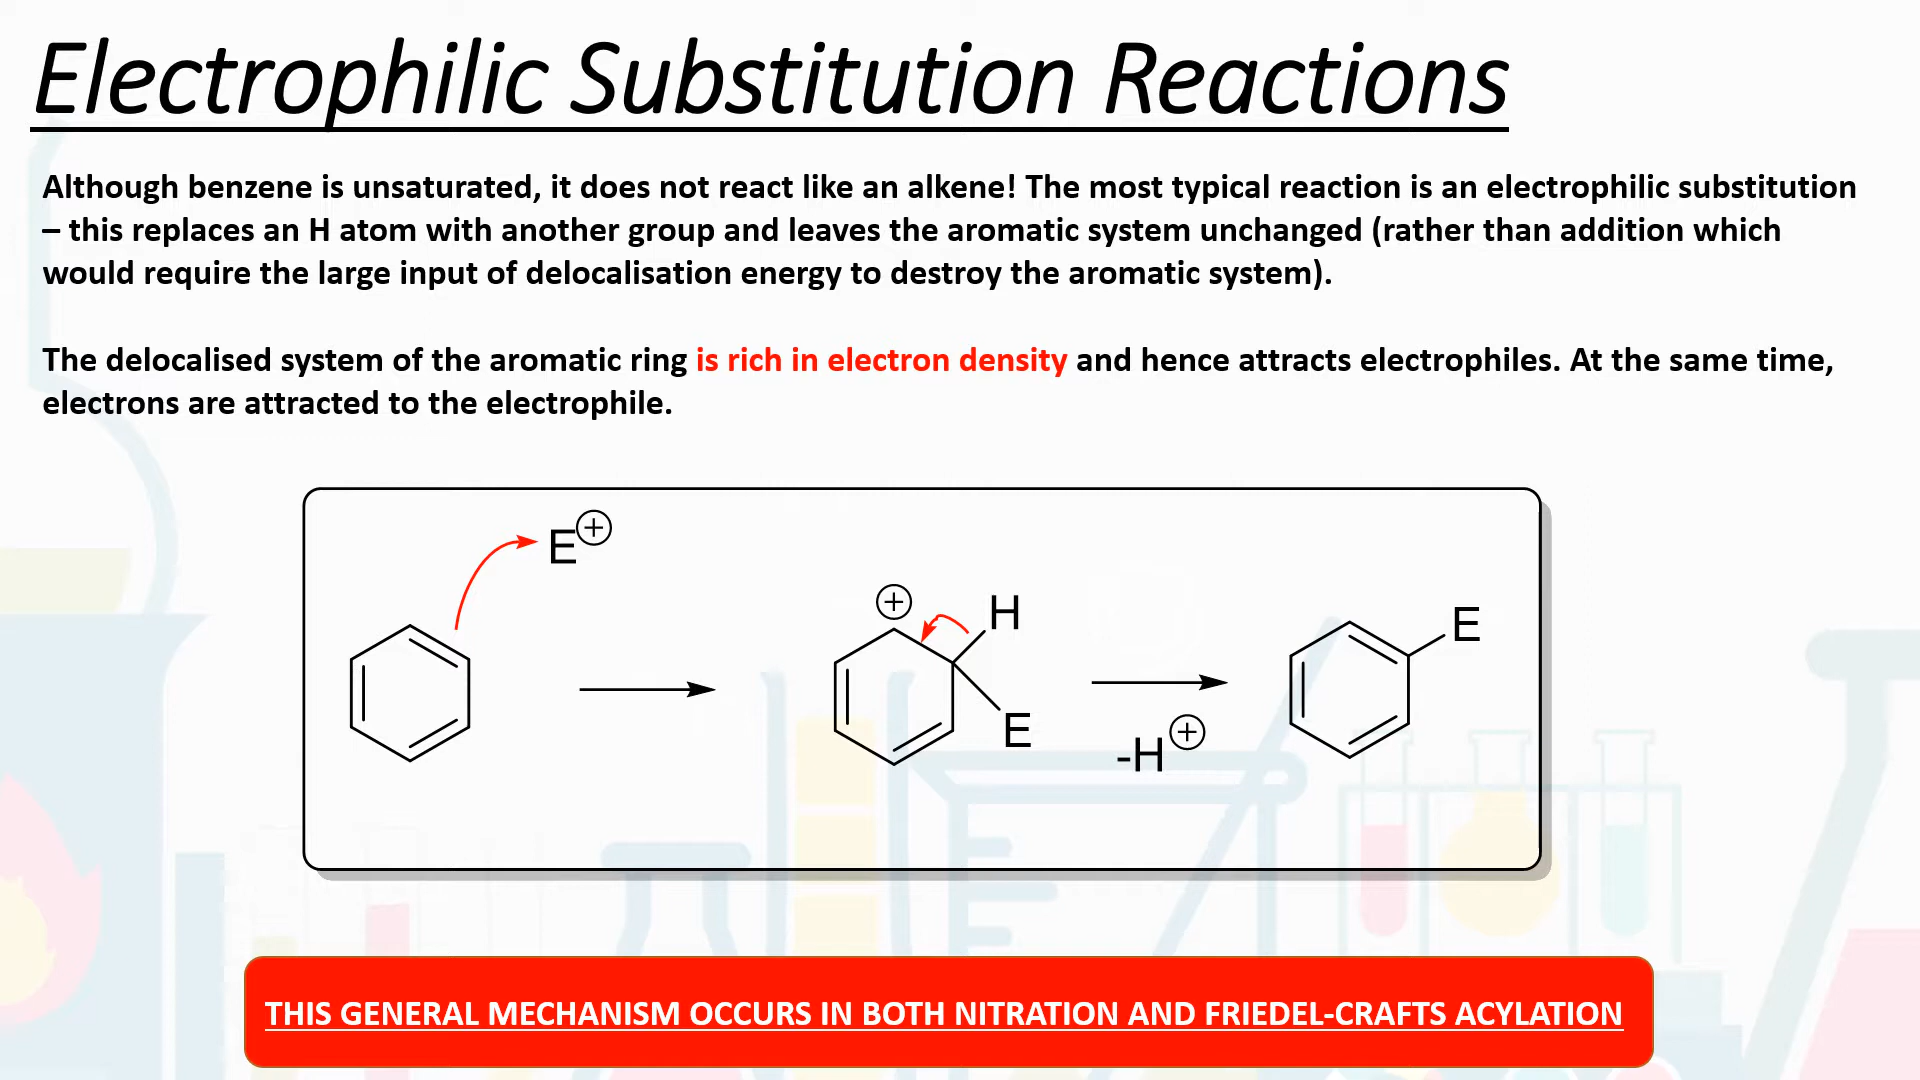 Electrophilic Substitution Reactions
Although benzene is unsaturated, it does not react like an alkene! The most typical reaction is an electrophilic substitution
– this replaces an H atom with another group and leaves the aromatic system unchanged (rather than addition which
would require the large input of delocalisation energy to destroy the aromatic system).
The delocalised system of the aromatic ring is rich in electron density and hence attracts electrophiles. At the same time,
electrons are attracted to the electrophile.
E+
+
H
E
-H+
E
THIS GENERAL MECHANISM OCCURS IN BOTH NITRATION AND FRIEDEL-CRAFTS ACYLATION